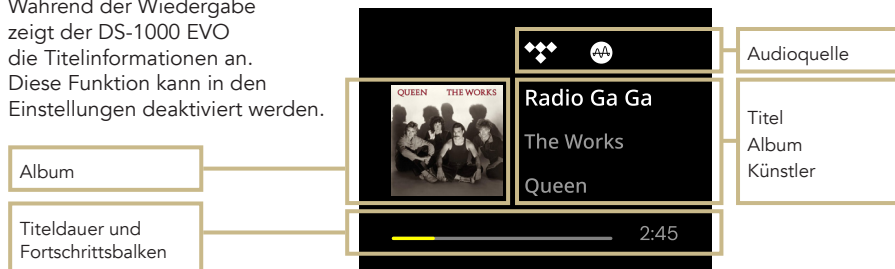 Während der Wiedergabe
zeigt der DS-1000 EVO
die Titelinformationen an.
Diese Funktion kann in den
Einstellungen deaktiviert werden.
Audioquelle
QUEEN THE WORKS
Radio Ga Ga
The Works
Queen
Titel
Album
Künstler
Album
Titeldauer und
Fortschrittsbalken
2:45